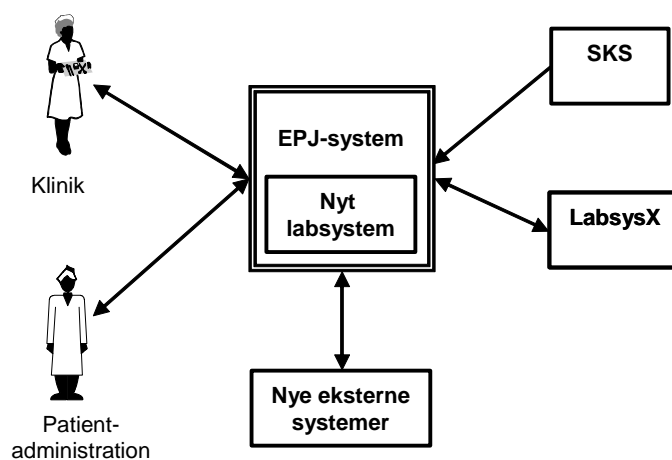 SKS
EPJ-system
Klinik
Nyt
labsystem
LabsysX
Nye eksterne
systemer
Patient-
administration